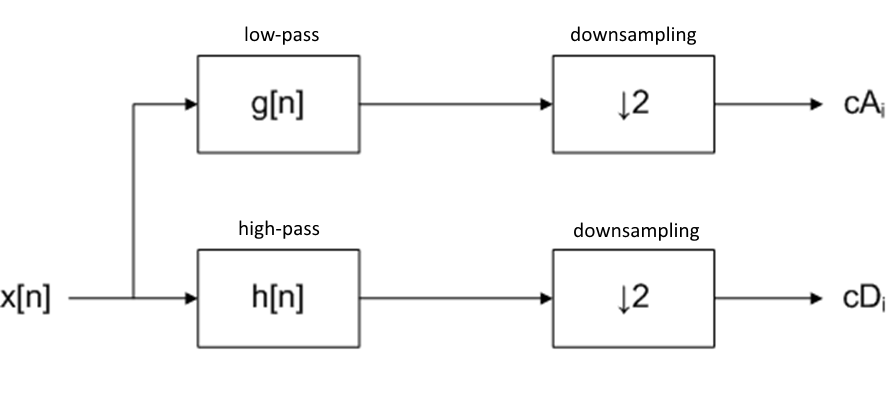 low-pass
downsampling
g[n]
↓2
cAᵢ
high-pass
downsampling
x[n]
h[n]
↓2
cDᵢ